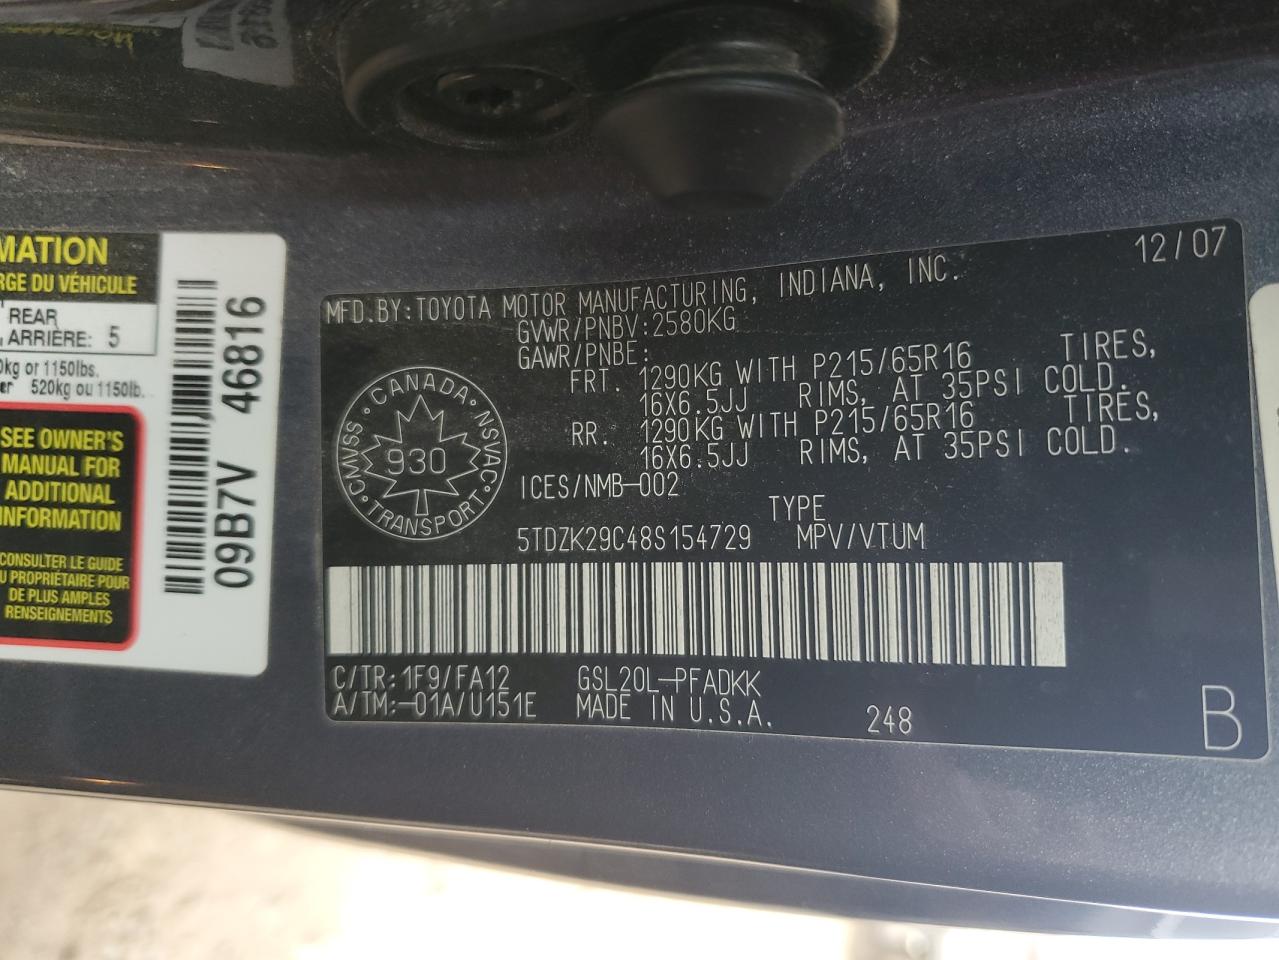 MATION
RGE DU VÉHICULE
REAR
ARRIÈRE: 5
kg or 1150lbs.
520kg ou 1150lb.
SEE OWNER'S
MANUAL FOR
ADDITIONAL
INFORMATION
CONSULTER LE GUIDE
U PROPRIÉTAIRE POUR
DE PLUS AMPLES
RENSEIGNEMENTS
09B7V 46816
12/07
MFD.BY:TOYOTA MOTOR MANUFACTURING, INDIANA, INC.
GVWR/PNBV:2580KG
GAWR/PNBE:
FRT. 1290KG WITH P215/65R16 TIRES,
16X6.5JJ RIMS, AT 35PSI COLD.
RR. 1290KG WITH P215/65R16 TIRES,
16X6.5JJ RIMS, AT 35PSI COLD.
CANADA
CMVSS NSVAC
930
TRANSPORT
ICES/NMB-002
TYPE
5TDZK29C48S154729 MPV/VTUM
C/TR: 1F9/FA12 GSL20L-PFADKK
A/TM:-01A/U151E MADE IN U.S.A. 248
B